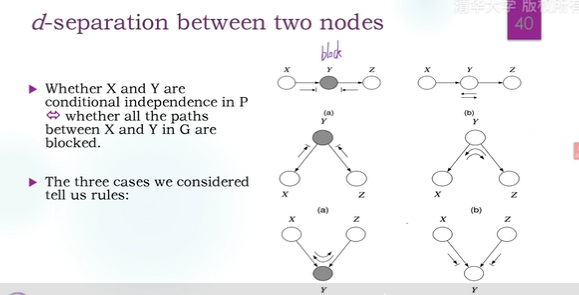 清华大学 版权所有
d-separation between two nodes
40
block
X Y Z
X Y Z
▶ Whether X and Y are
conditional independence in P
⇔ whether all the paths
between X and Y in G are
blocked.
(a)
(b)
Y
Y
X Z
X Z
▶ The three cases we considered
tell us rules:
(a)
(b)
X Z
X Z
Y
Y